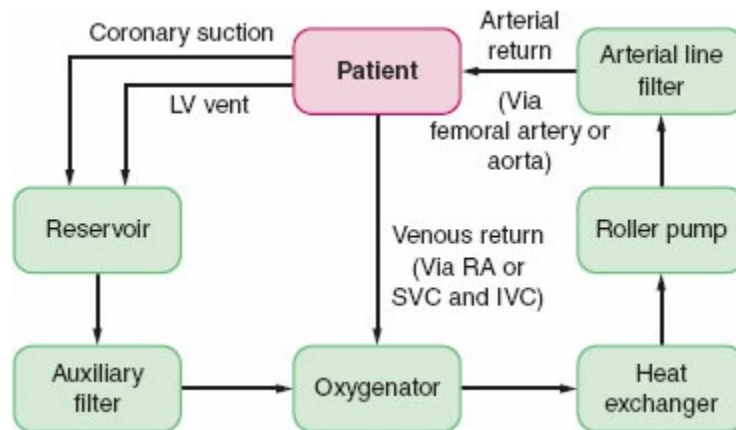 Coronary suction
LV vent
Patient
Arterial
return
(Via
femoral artery or
aorta)
Arterial line
filter
Reservoir
Venous return
(Via RA or
SVC and IVC)
Roller pump
Auxiliary
filter
Oxygenator
Heat
exchanger